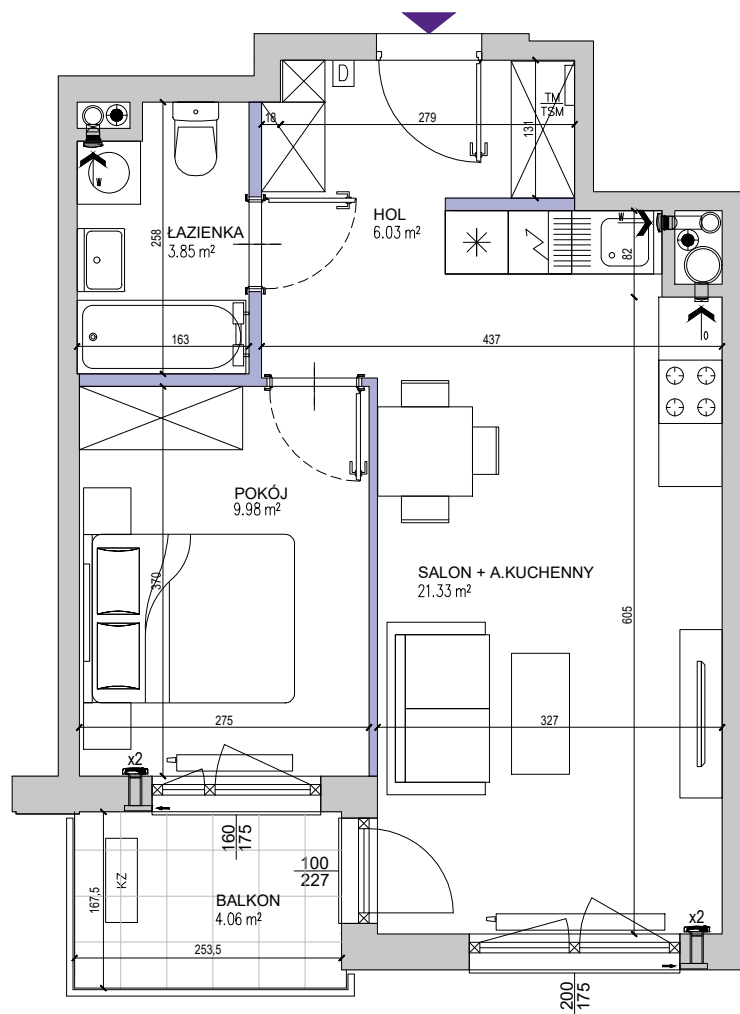 D
TM
TSM
18
279
131
W
HOL
6.03 m²
W
82
ŁAZIENKA
3.85 m²
258
163
437
O
POKÓJ
9.98 m²
370
SALON + A.KUCHENNY
21.33 m²
605
275
327
x2
160
175
100
227
KZ
BALKON
4.06 m²
167,5
253,5
x2
200
175